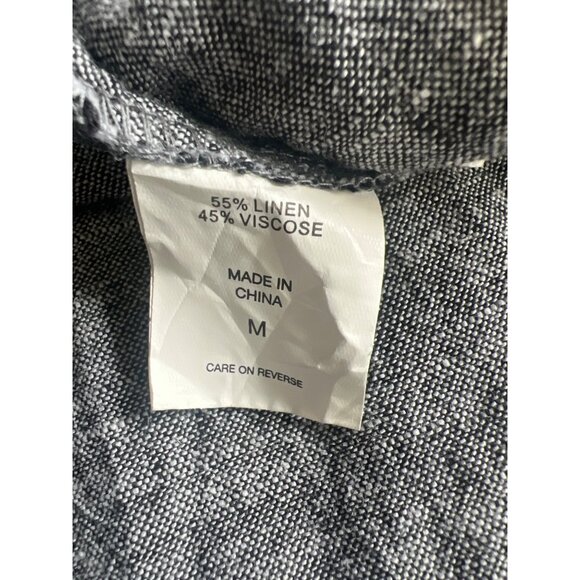 55% LINEN
45% VISCOSE
MADE IN
CHINA
M
CARE ON REVERSE